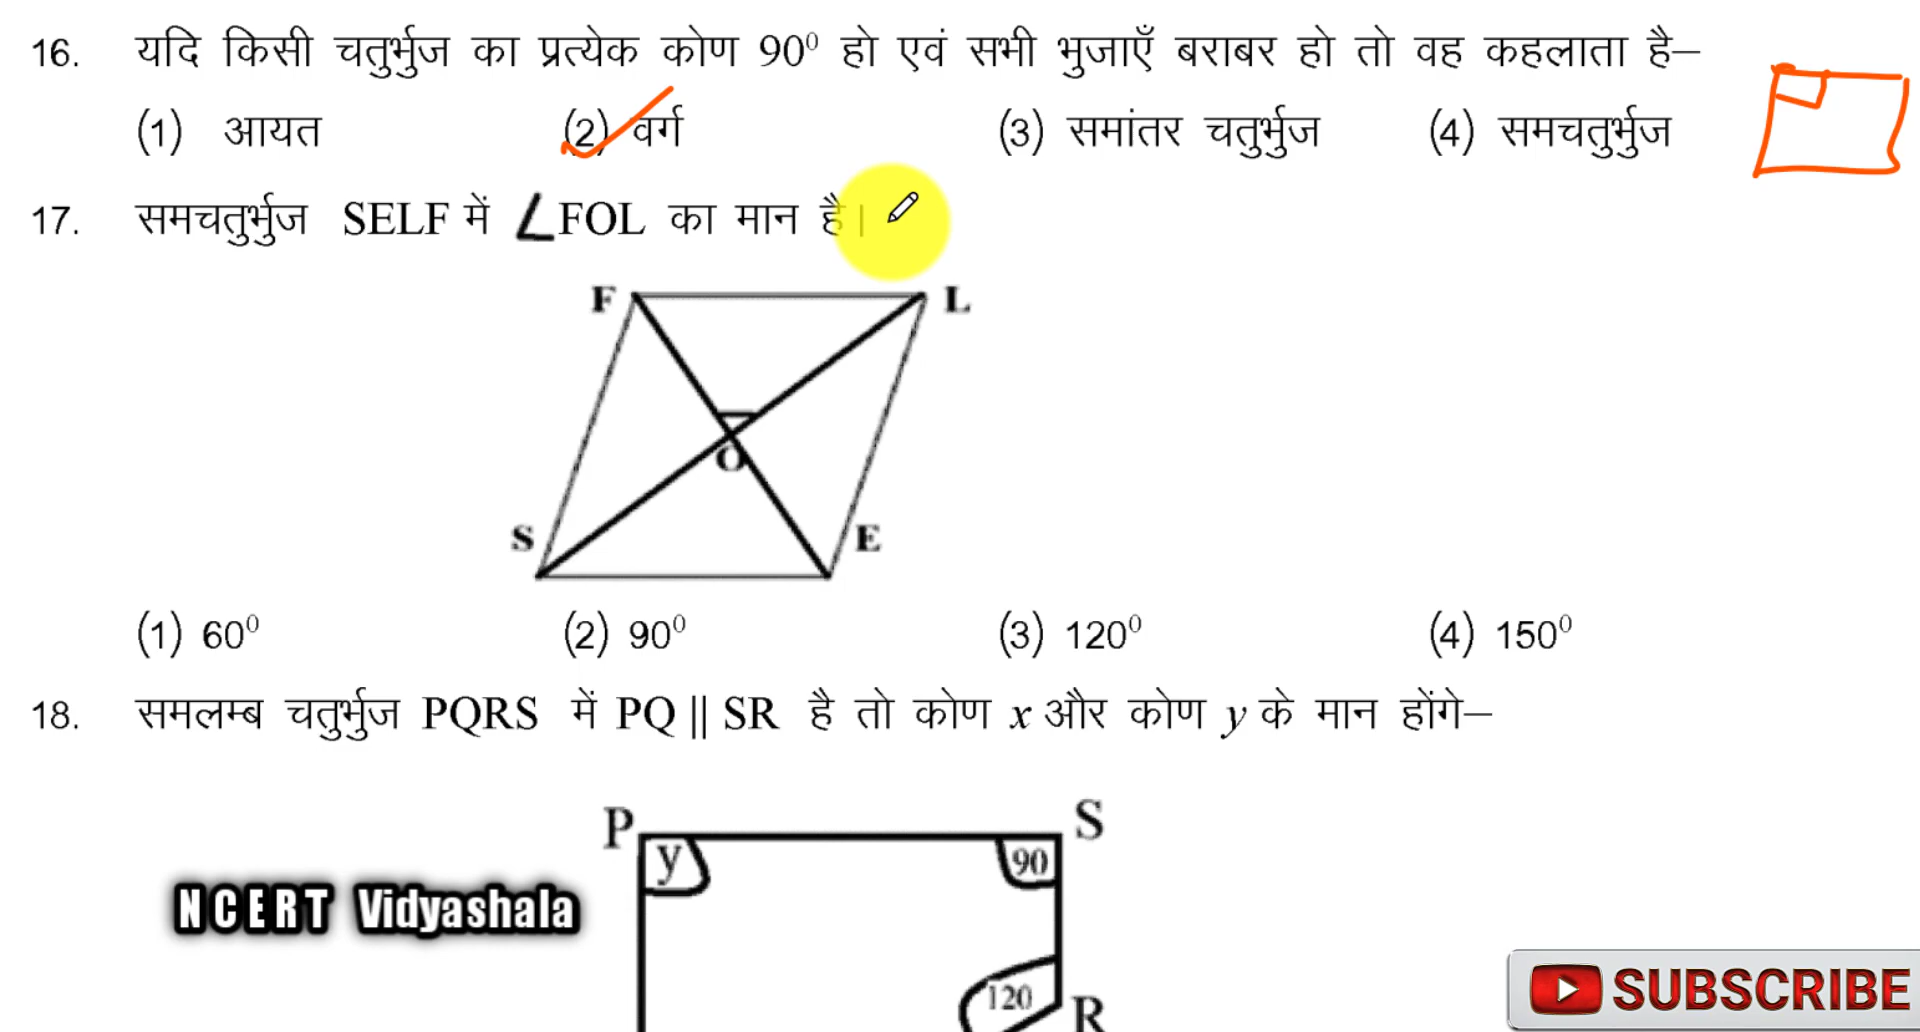 16. यदि किसी चतुर्भुज का प्रत्येक कोण 90⁰ हो एवं सभी भुजाएँ बराबर हो तो वह कहलाता है–
(1) आयत (2) वर्ग (3) समांतर चतुर्भुज (4) समचतुर्भुज
17. समचतुर्भुज SELF में ∠FOL का मान है।
F L
O
S E
(1) 60⁰ (2) 90⁰ (3) 120⁰ (4) 150⁰
18. समलम्ब चतुर्भुज PQRS में PQ || SR है तो कोण x और कोण y के मान होंगे–
P S
y 90
NCERT Vidyashala
120 R
SUBSCRIBE